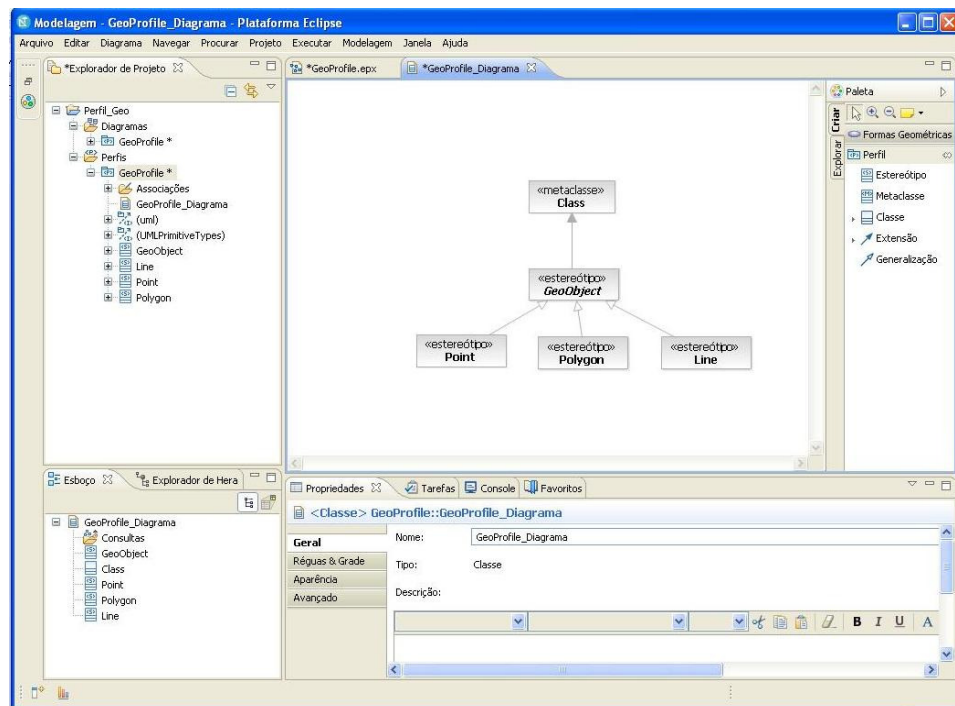 Modelagem - GeoProfile_Diagrama - Plataforma Eclipse
Arquivo Editar Diagrama Navegar Procurar Projeto Executar Modelagem Janela Ajuda
*Explorador de Projeto
Perfil_Geo
Diagramas
GeoProfile *
Perfis
GeoProfile *
Associações
GeoProfile_Diagrama
(uml)
(UMLPrimitiveTypes)
GeoObject
Line
Point
Polygon
*GeoProfile.epx
*GeoProfile_Diagrama
«metaclasse»
Class
«estereótipo»
GeoObject
«estereótipo»
Point
«estereótipo»
Polygon
«estereótipo»
Line
Paleta
Criar
Explorar
Formas Geométricas
Perfil
Estereótipo
Metaclasse
Classe
Extensão
Generalização
Esboço
Explorador de Hera
GeoProfile_Diagrama
Consultas
GeoObject
Class
Point
Polygon
Line
Propriedades
Tarefas
Console
Favoritos
<Classe> GeoProfile::GeoProfile_Diagrama
Geral
Réguas & Grade
Aparência
Avançado
Nome: GeoProfile_Diagrama
Tipo: Classe
Descrição:
B I U A